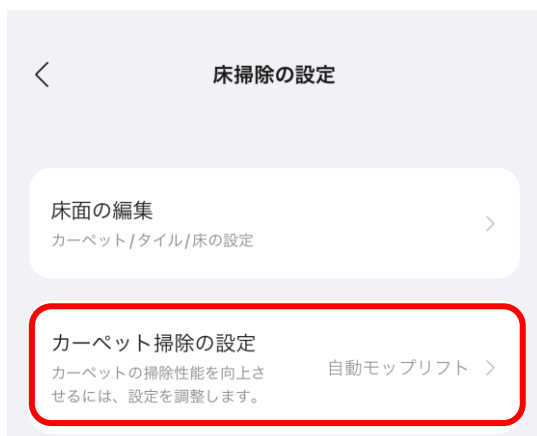 床掃除の設定
床面の編集
カーペット/タイル/床の設定
カーペット掃除の設定
カーペットの掃除性能を向上さ
せるには、設定を調整します。
自動モップリフト